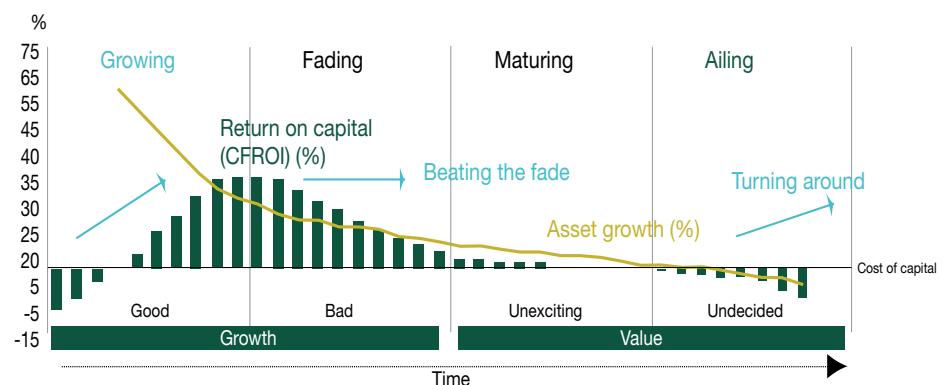 %
75
65
55
45
40
35
30
25
20
5
-5
-15
Growing
Fading
Maturing
Ailing
Return on capital
(CFROI) (%)
Beating the fade
Turning around
Asset growth (%)
Cost of capital
Good
Bad
Unexciting
Undecided
Growth
Value
Time